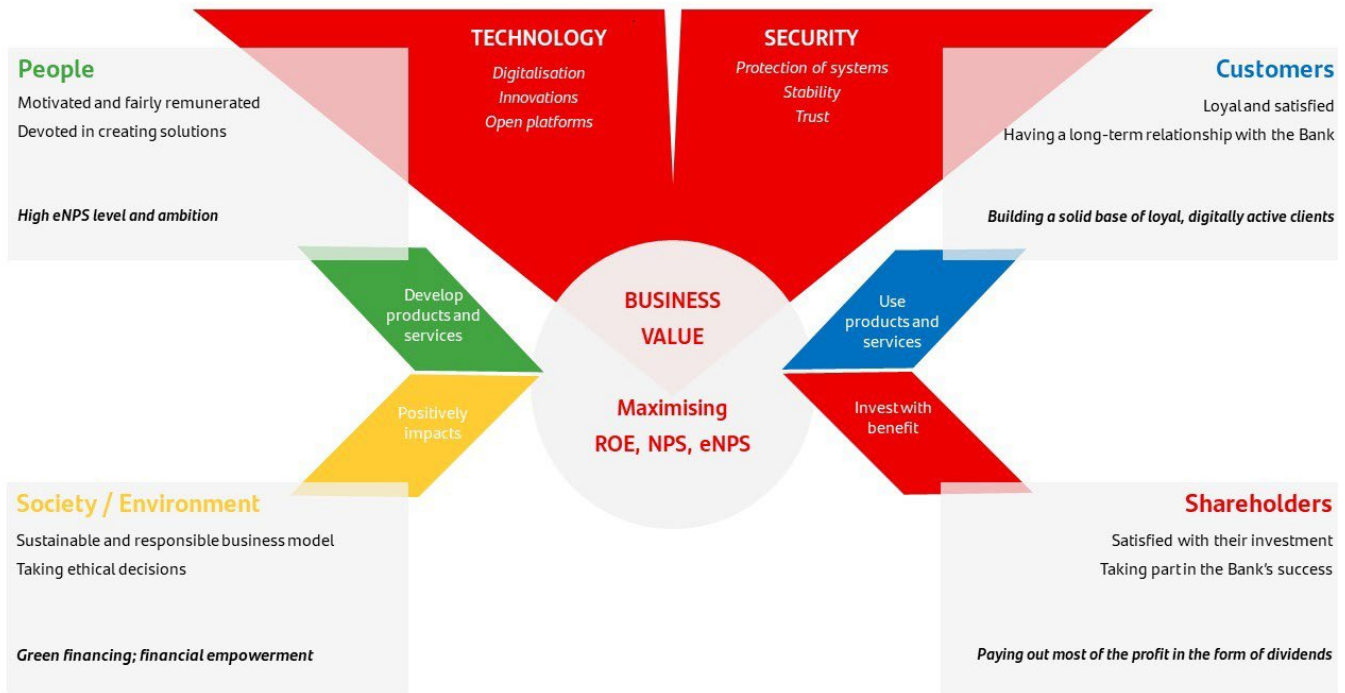 TECHNOLOGY
Digitalisation
Innovations
Open platforms
SECURITY
Protection of systems
Stability
Trust
People
Motivated and fairly remunerated
Devoted in creating solutions
High eNPS level and ambition
Customers
Loyal and satisfied
Having a long-term relationship with the Bank
Building a solid base of loyal, digitally active clients
Develop
products and
services
BUSINESS
VALUE
Maximising
ROE, NPS, eNPS
Use
products and
services
Positively
impacts
Invest with
benefit
Society / Environment
Sustainable and responsible business model
Taking ethical decisions
Green financing; financial empowerment
Shareholders
Satisfied with their investment
Taking part in the Bank's success
Paying out most of the profit in the form of dividends